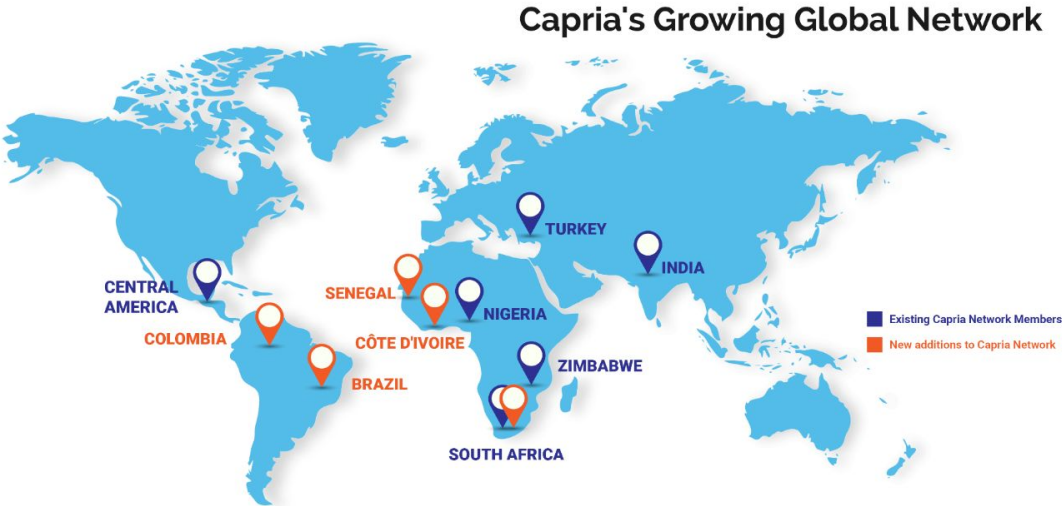 Capria's Growing Global Network
TURKEY
INDIA
CENTRAL
AMERICA
SENEGAL
NIGERIA
COLOMBIA
CÔTE D'IVOIRE
BRAZIL
ZIMBABWE
SOUTH AFRICA
Existing Capria Network Members
New additions to Capria Network